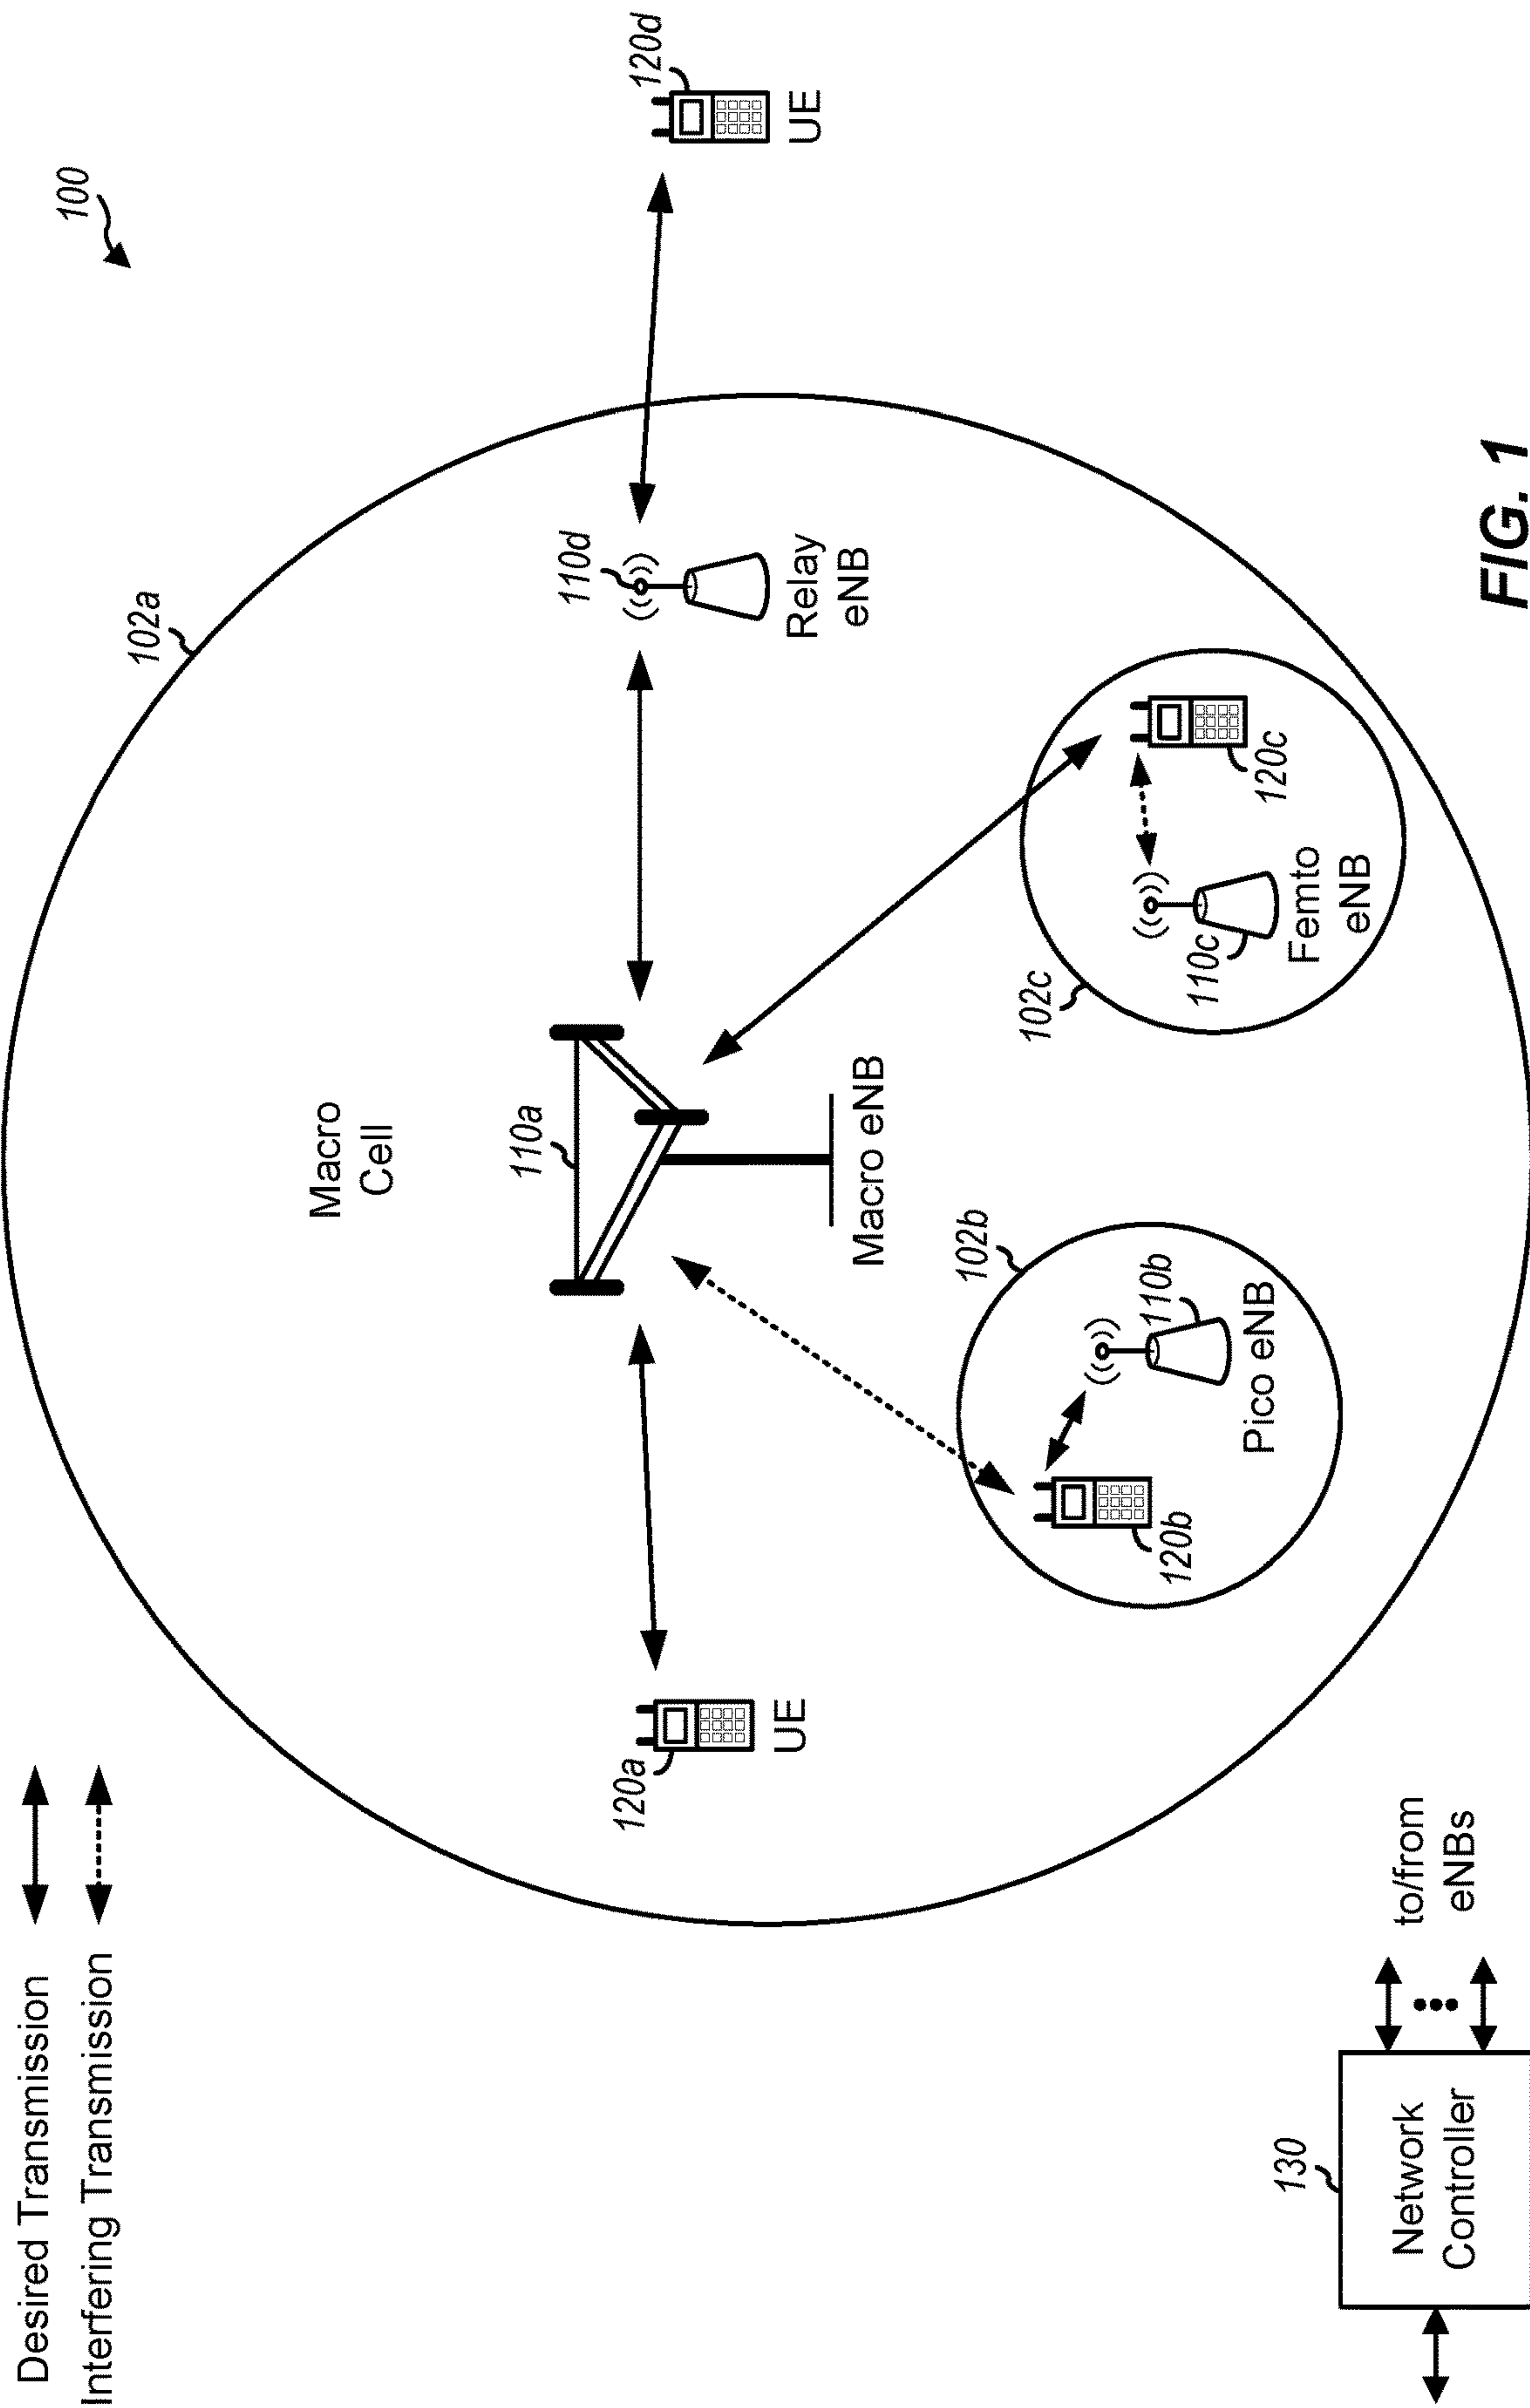 Desired Transmission
Interfering Transmission
100
102a
Macro
Cell
110a
Macro eNB
120a
UE
110d
Relay
eNB
120d
UE
102b
110b
Pico eNB
120b
102c
110c
Femto
eNB
120c
130
Network
Controller
to/from
eNBs
FIG. 1